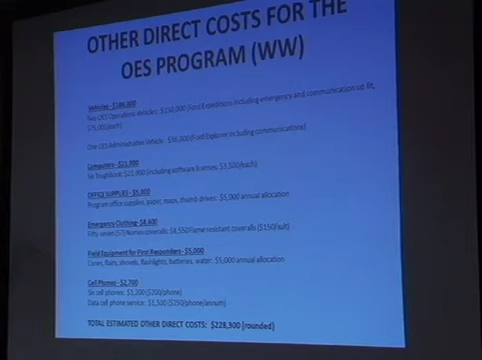 OTHER DIRECT COSTS FOR THE
OES PROGRAM (WW)
Vehicles - $186,000
Two OES Operations Vehicles: $150,000 (Ford Expeditions including emergency and communication up fit,
$75,000/each)
One OES Administrative Vehicle: $36,000 (Ford Explorer including communications)
Computers - $21,000
Six Toughbook: $21,000 (including software licenses, $3,500/each)
OFFICE SUPPLIES - $5,000
Program office supplies, paper, maps, thumb drives: $5,000 annual allocation
Emergency Clothing-
Fifty seven (57) Nomex coveralls: Flame resistant coveralls ($150/suit)
Field Equipment for First Responders - $5,000
Cones, flairs, shovels, flashlights, batteries, water: $5,000 annual allocation
Cell Phones - $2,700
Six cell phones: $1,200 ($200/phone)
Data cell phone service: $1,500 ($150/phone/annum)
TOTAL ESTIMATED OTHER DIRECT COSTS: $228,300 (rounded)